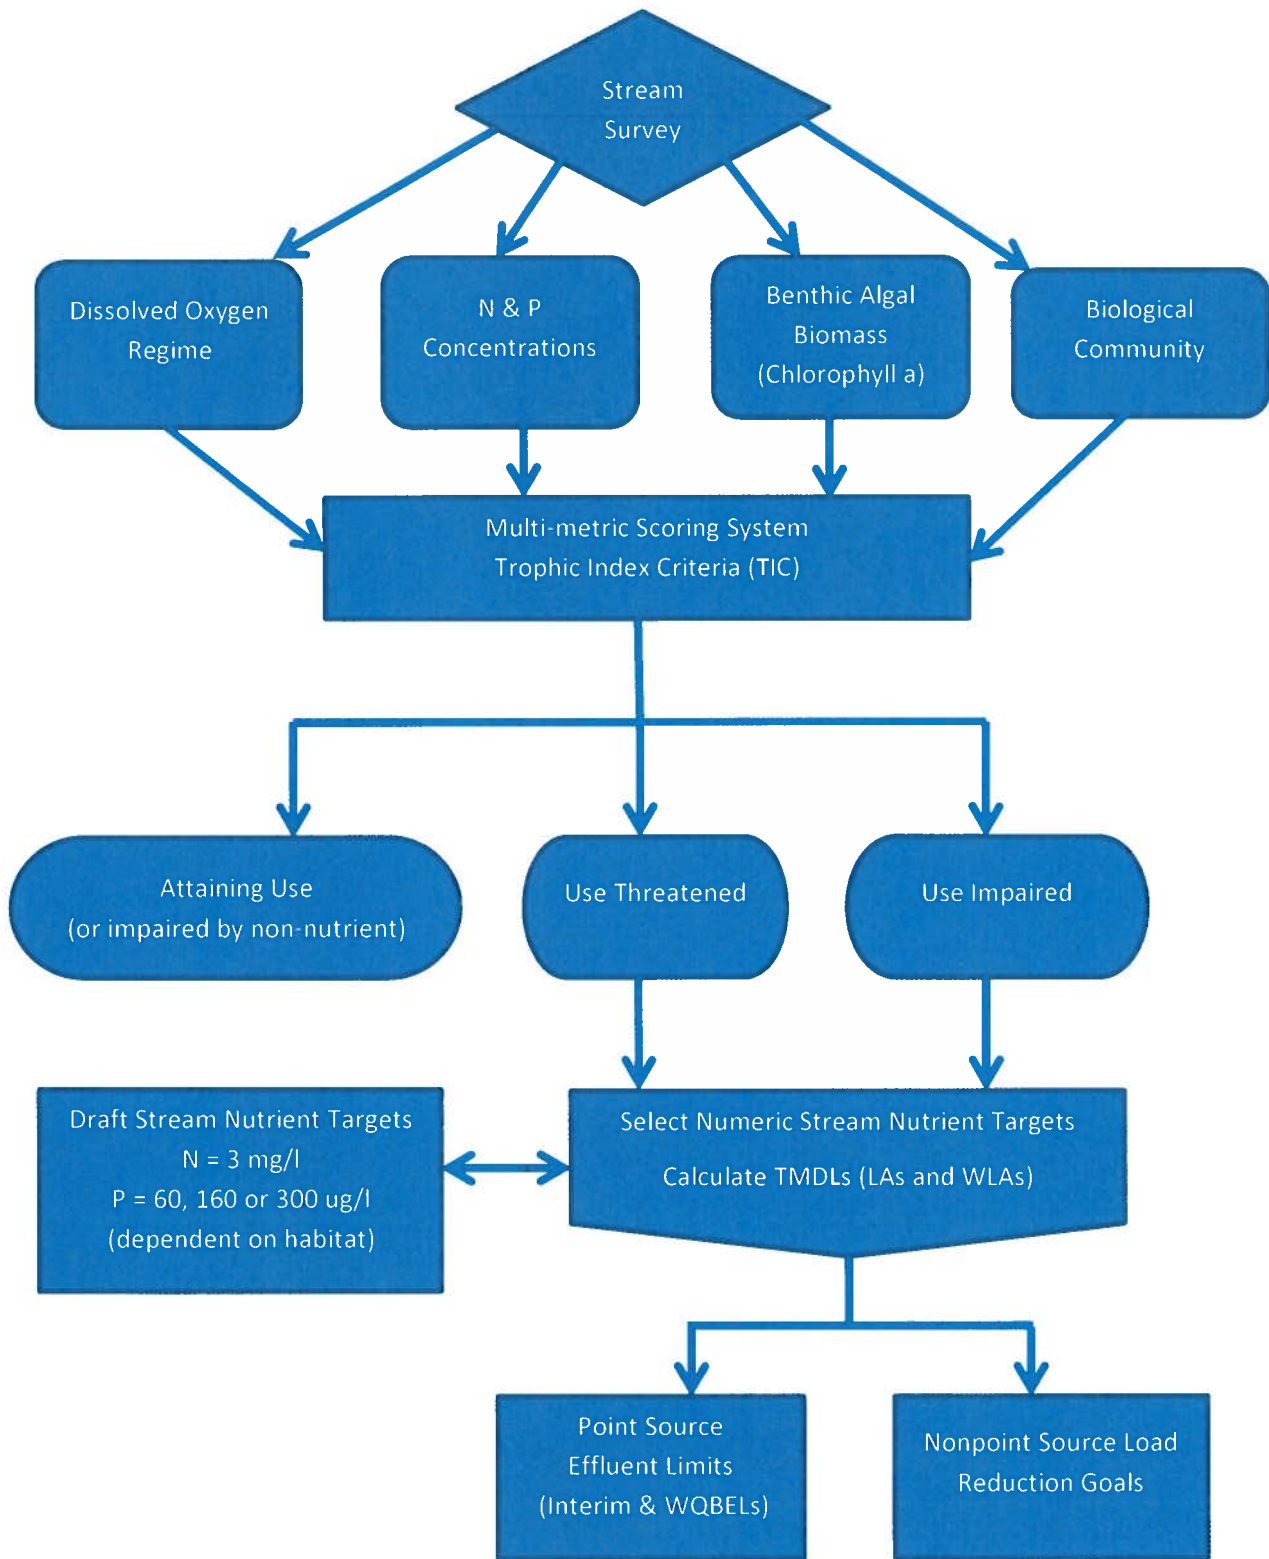 Stream
Survey
Dissolved Oxygen
Regime
N & P
Concentrations
Benthic Algal
Biomass
(Chlorophyll a)
Biological
Community
Multi-metric Scoring System
Trophic Index Criteria (TIC)
Attaining Use
(or impaired by non-nutrient)
Use Threatened
Use Impaired
Draft Stream Nutrient Targets
N = 3 mg/l
P = 60, 160 or 300 ug/l
(dependent on habitat)
Select Numeric Stream Nutrient Targets
Calculate TMDLs (LAs and WLAs)
Point Source
Effluent Limits
(Interim & WQBELs)
Nonpoint Source Load
Reduction Goals